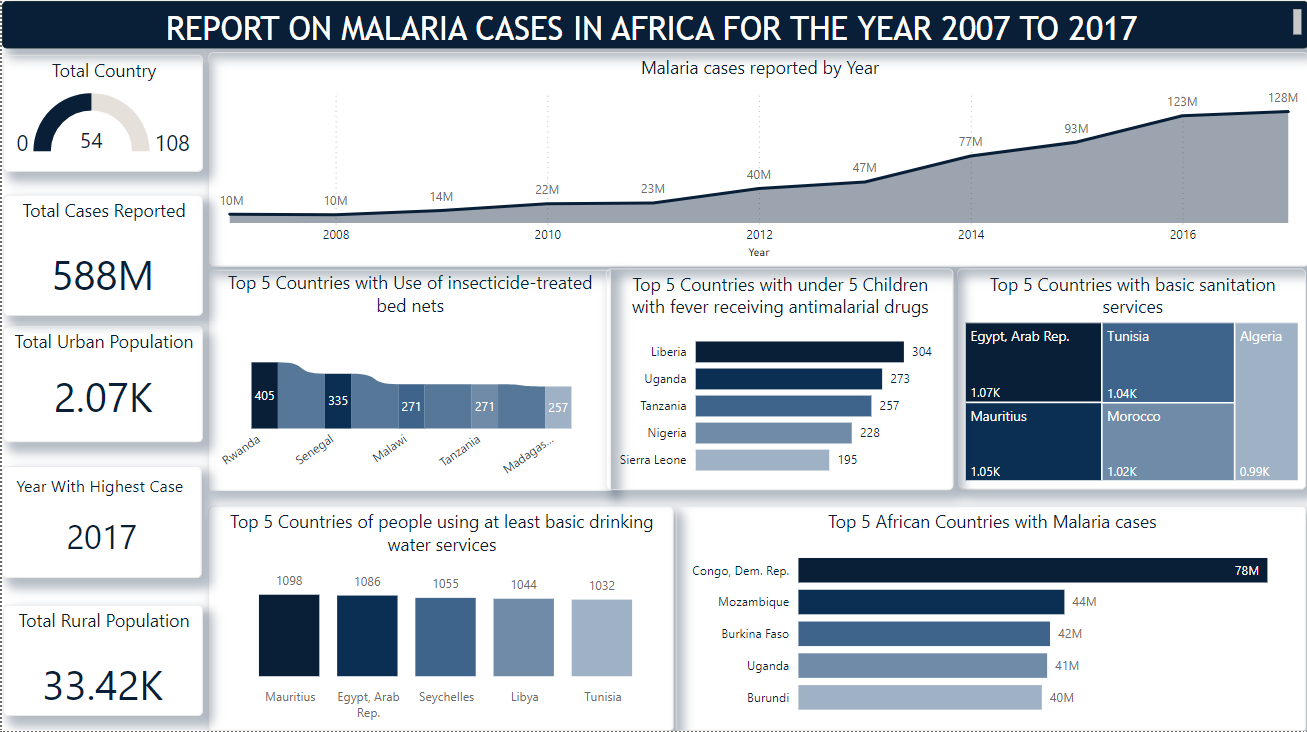 REPORT ON MALARIA CASES IN AFRICA FOR THE YEAR 2007 TO 2017
Total Country
0
54
108
Total Cases Reported
588M
Total Urban Population
2.07K
Year With Highest Case
2017
Total Rural Population
33.42K
Malaria cases reported by Year
10M
10M
14M
22M
23M
40M
47M
77M
93M
123M
128M
2008
2010
2012
2014
2016
Year
Top 5 Countries with Use of insecticide-treated
bed nets
405
335
271
271
257
Rwanda
Senegal
Malawi
Tanzania
Madagas...
Top 5 Countries with under 5 Children
with fever receiving antimalarial drugs
Liberia 304
Uganda 273
Tanzania 257
Nigeria 228
Sierra Leone 195
Top 5 Countries with basic sanitation
services
Egypt, Arab Rep.
1.07K
Mauritius
1.05K
Tunisia
1.04K
Morocco
1.02K
Algeria
0.99K
Top 5 Countries of people using at least basic drinking
water services
1098
1086
1055
1044
1032
Mauritius
Egypt, Arab
Rep.
Seychelles
Libya
Tunisia
Top 5 African Countries with Malaria cases
Congo, Dem. Rep. 78M
Mozambique 44M
Burkina Faso 42M
Uganda 41M
Burundi 40M